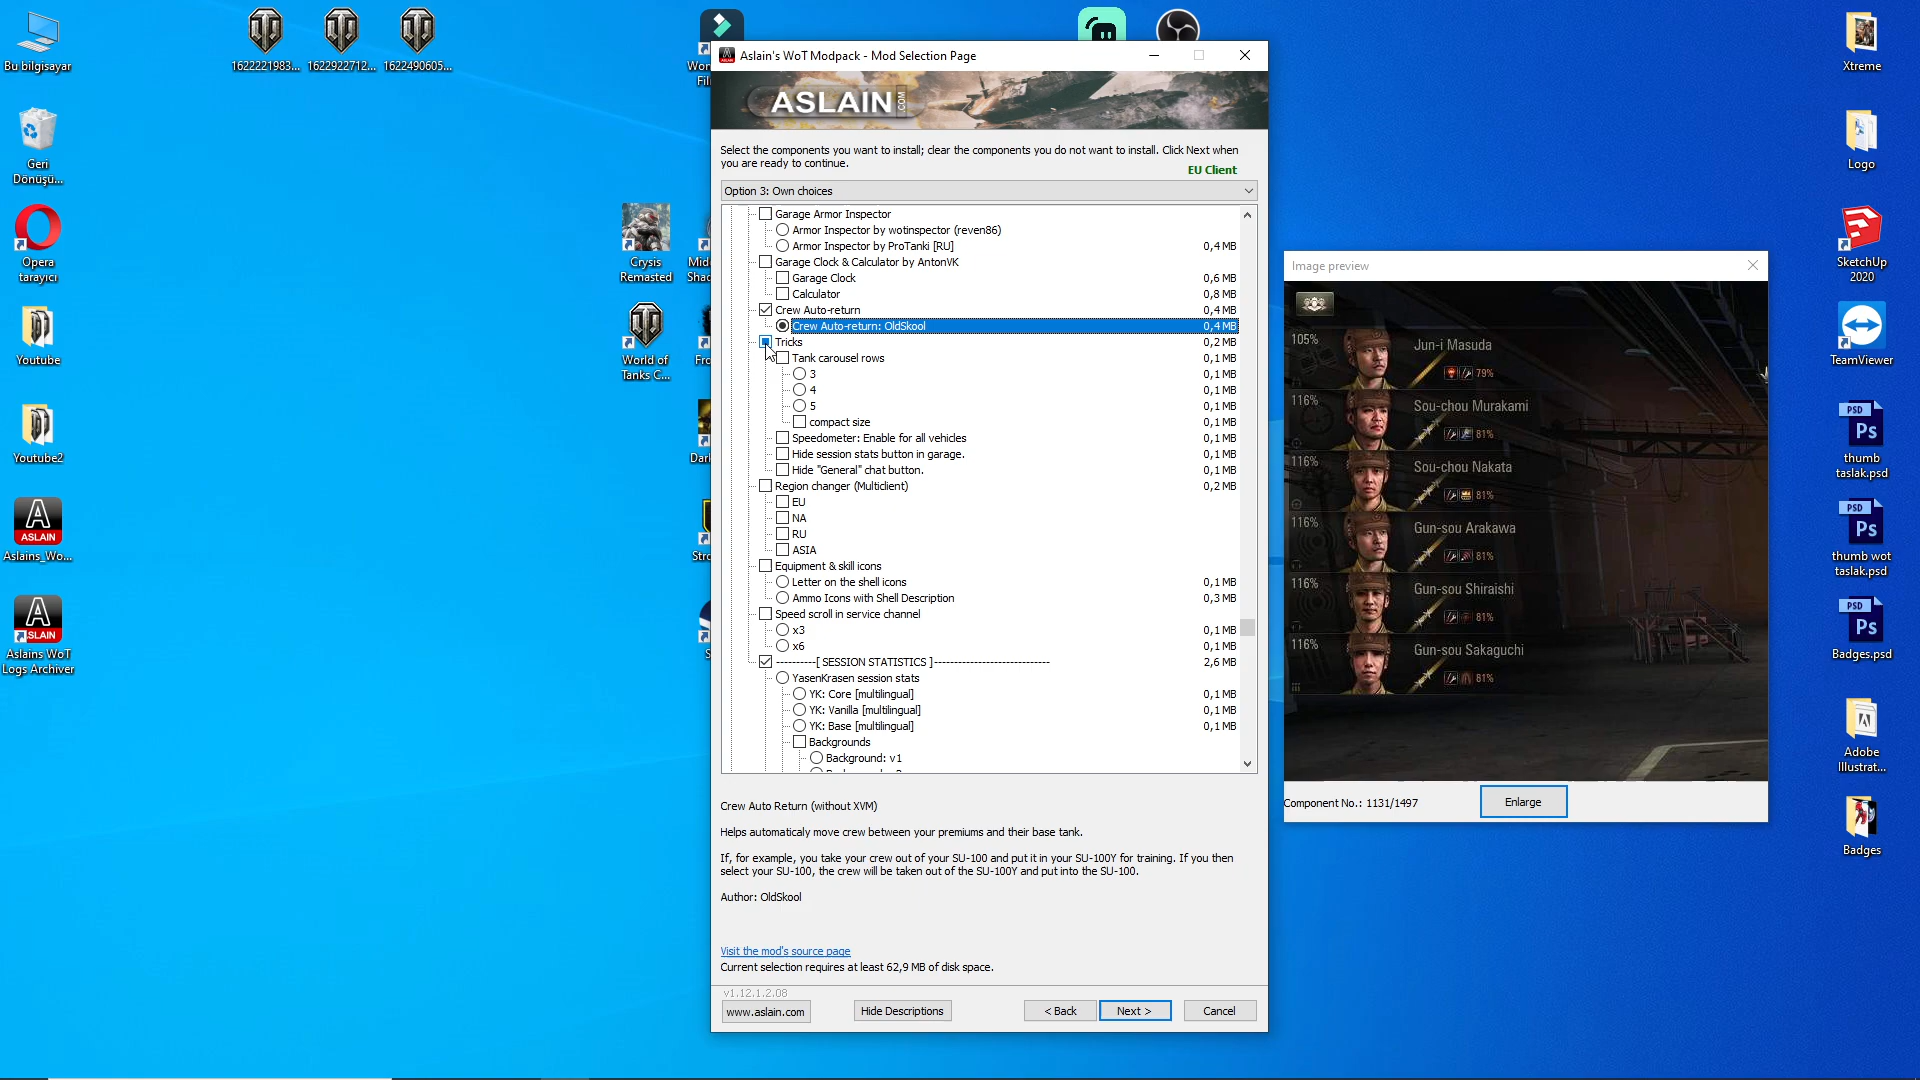 Bu bilgisayar
1622221983...
1622922712...
1622490605...
Geri
Dönüşü...
Opera
tarayıcı
Youtube
Youtube2
ASLAIN
Aslains_Wo...
ASLAIN
Aslains WoT
Logs Archiver
Crysis
Remasted
World of
Tanks C...
Aslain's WoT Modpack - Mod Selection Page
ASLAIN.COM
Select the components you want to install; clear the components you do not want to install. Click Next when
you are ready to continue.
EU Client
Option 3: Own choices
Garage Armor Inspector
Armor Inspector by wotinspector (reven86)
Armor Inspector by ProTanki [RU] 0,4 MB
Garage Clock & Calculator by AntonVK
Garage Clock 0,6 MB
Calculator 0,8 MB
Crew Auto-return 0,4 MB
Crew Auto-return: OldSkool 0,4 MB
Tricks 0,2 MB
Tank carousel rows 0,1 MB
3 0,1 MB
4 0,1 MB
5 0,1 MB
compact size 0,1 MB
Speedometer: Enable for all vehicles 0,1 MB
Hide session stats button in garage. 0,1 MB
Hide "General" chat button. 0,1 MB
Region changer (Multiclient) 0,2 MB
EU
NA
RU
ASIA
Equipment & skill icons
Letter on the shell icons 0,1 MB
Ammo Icons with Shell Description 0,3 MB
Speed scroll in service channel
x3 0,1 MB
x6 0,1 MB
----------[ SESSION STATISTICS ]----------------------------- 2,6 MB
YasenKrasen session stats
YK: Core [multilingual] 0,1 MB
YK: Vanilla [multilingual] 0,1 MB
YK: Base [multilingual] 0,1 MB
Backgrounds
Background: v1
Crew Auto Return (without XVM)
Helps automaticaly move crew between your premiums and their base tank.
If, for example, you take your crew out of your SU-100 and put it in your SU-100Y for training. If you then
select your SU-100, the crew will be taken out of the SU-100Y and put into the SU-100.
Author: OldSkool
Visit the mod's source page
Current selection requires at least 62,9 MB of disk space.
v1.12.1.2.08
www.aslain.com
Hide Descriptions
< Back
Next >
Cancel
Image preview
105% Jun-i Masuda
79%
116% Sou-chou Murakami
81%
116% Sou-chou Nakata
81%
116% Gun-sou Arakawa
81%
116% Gun-sou Shiraishi
81%
116% Gun-sou Sakaguchi
81%
Component No.: 1131/1497
Enlarge
Xtreme
Logo
SketchUp
2020
TeamViewer
PSD
Ps
thumb
taslak.psd
PSD
Ps
thumb wot
taslak.psd
PSD
Ps
Badges.psd
Adobe
Illustrat...
Badges